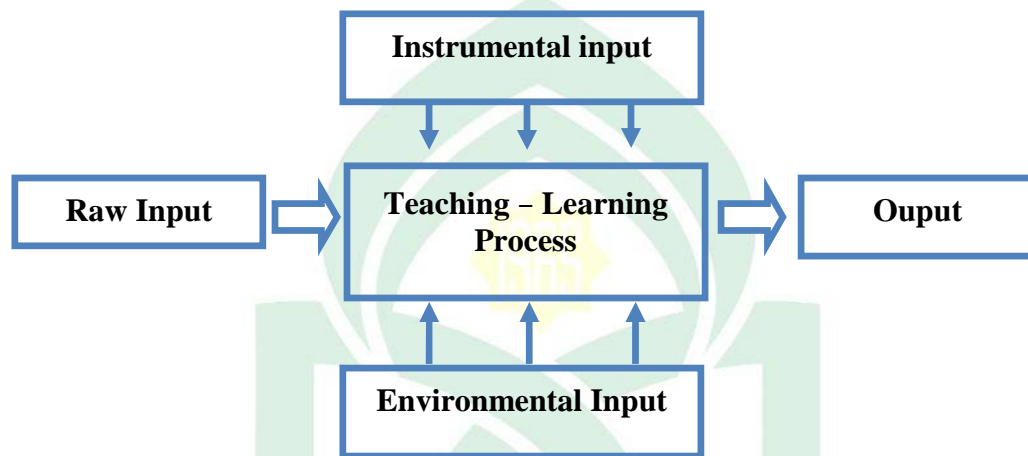 Instrumental input
Raw Input
Teaching – Learning
Process
Ouput
Environmental Input